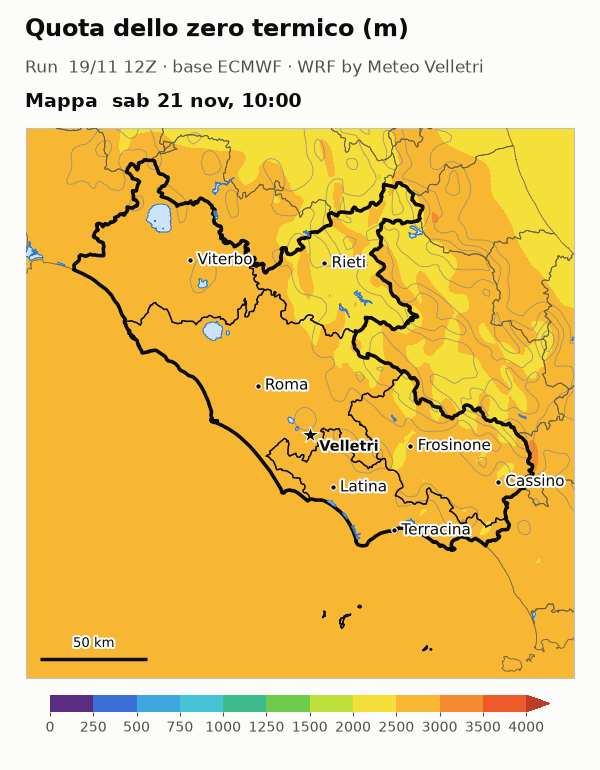 Quota dello zero termico (m)
Run  19/11 12Z · base ECMWF · WRF by Meteo Velletri
Mappa  sab 21 nov, 10:00
Viterbo
Rieti
Roma
Velletri
Frosinone
Cassino
Latina
Terracina
50 km
0 250 500 750 1000 1250 1500 2000 2500 3000 3500 4000